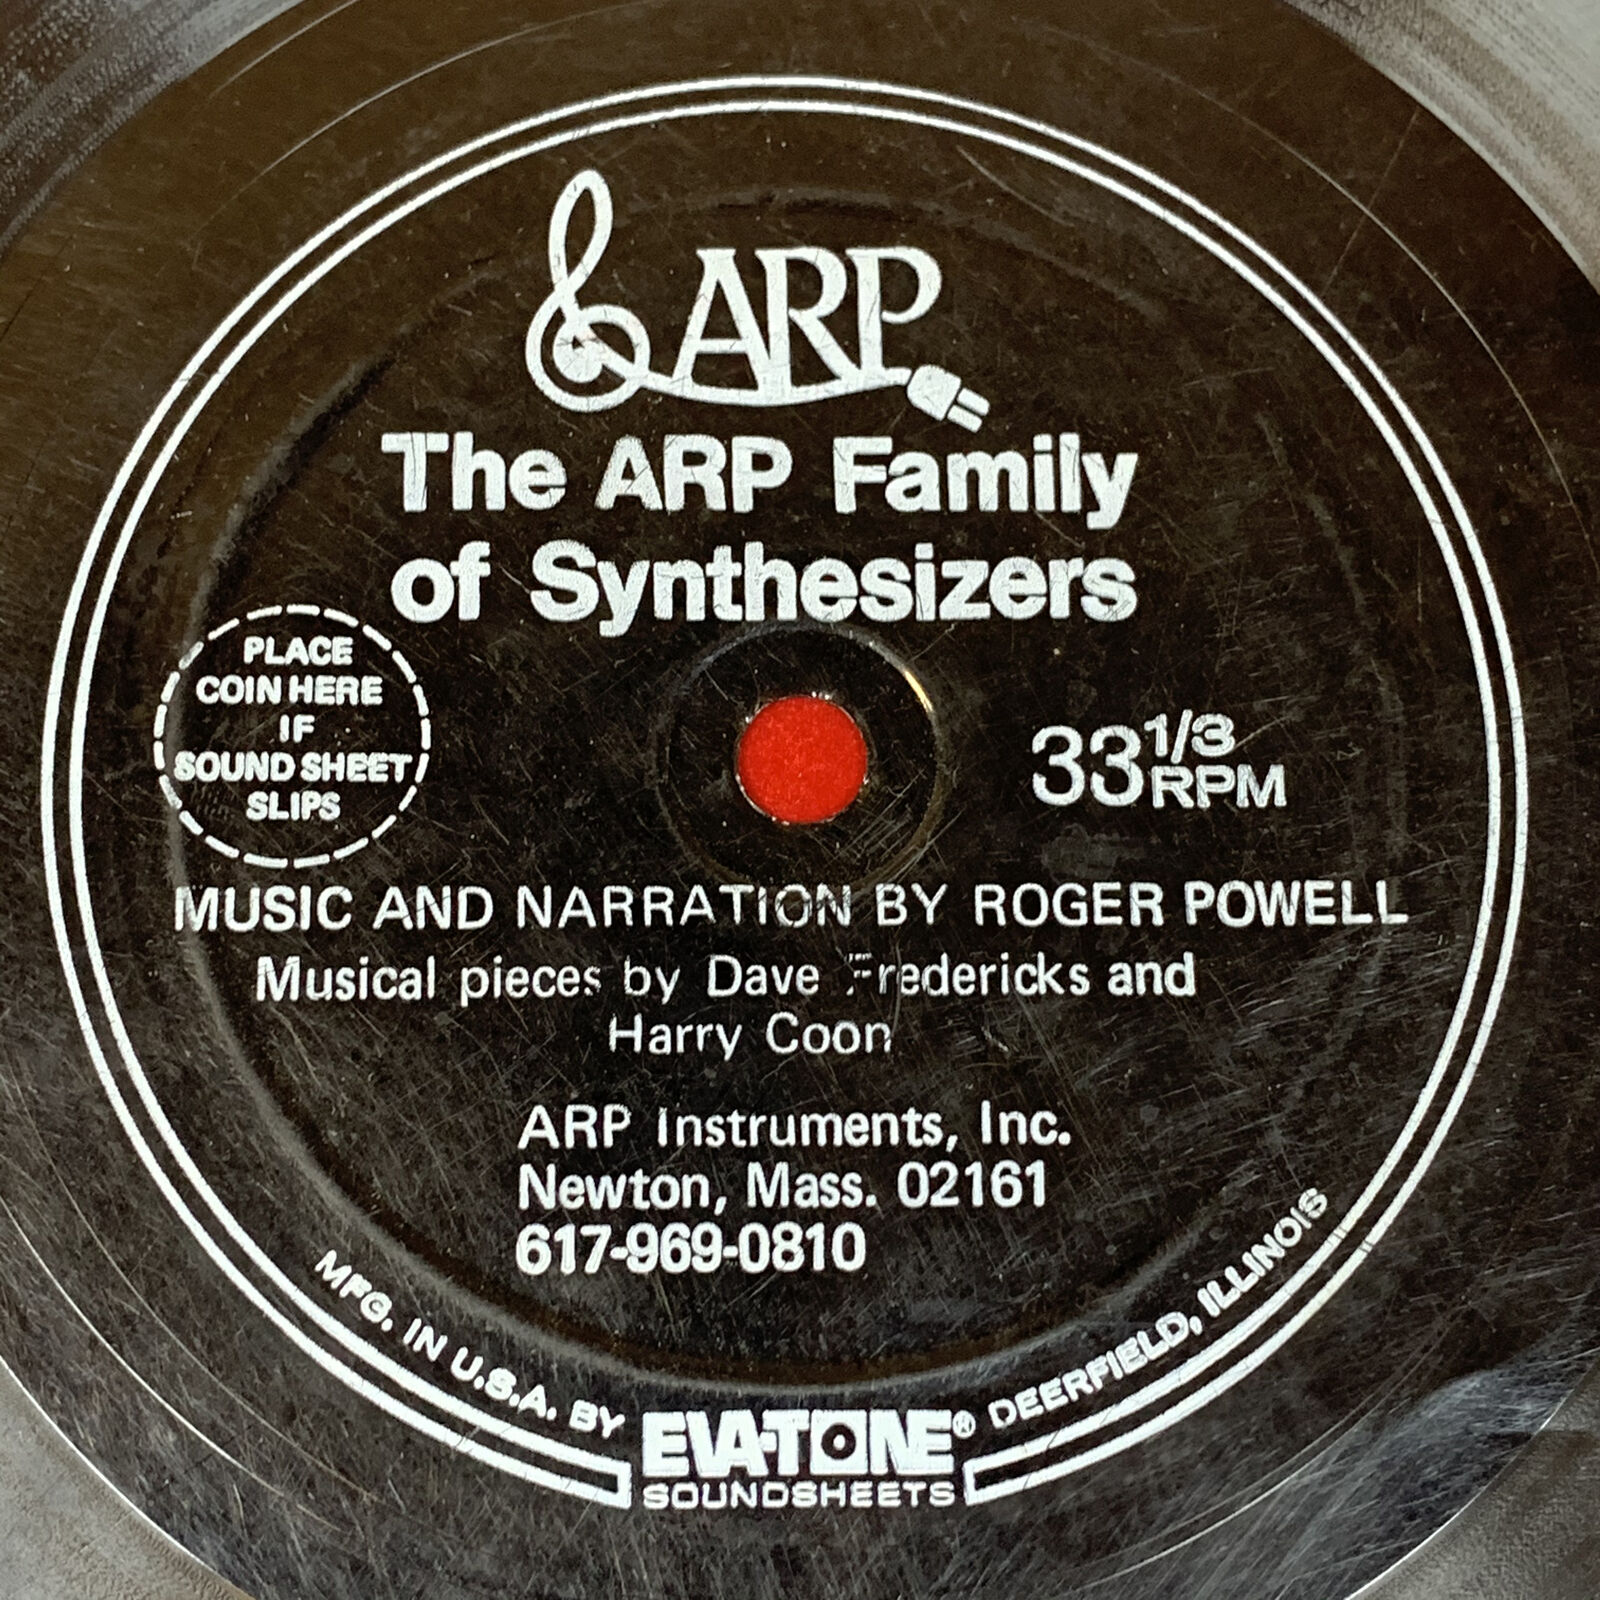 ARP
The ARP Family
of Synthesizers
PLACE
COIN HERE
IF
SOUND SHEET
SLIPS
33 1/3
RPM
MUSIC AND NARRATION BY ROGER POWELL
Musical pieces by Dave Fredericks and
Harry Coon
ARP Instruments, Inc.
Newton, Mass. 02161
617-969-0810
MFG. IN U.S.A. BY EVA-TONE® DEERFIELD, ILLINOIS
SOUNDSHEETS